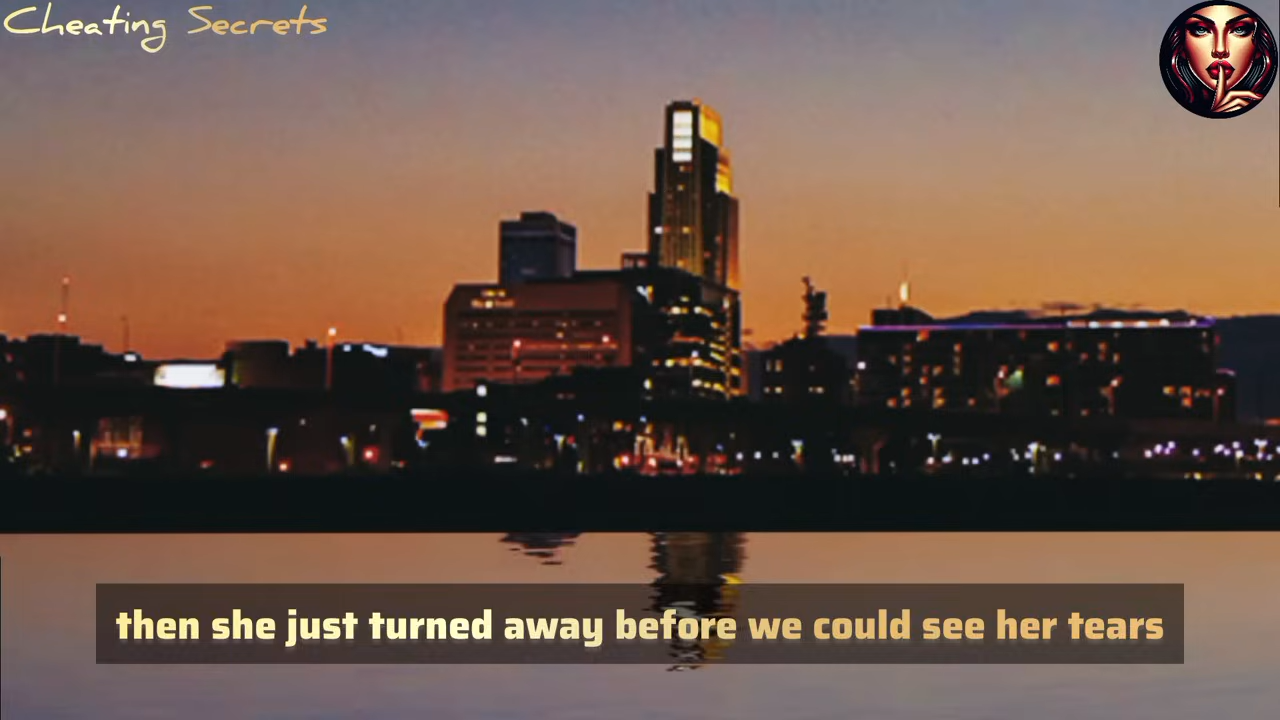 Cheating Secrets
then she just turned away before we could see her tears